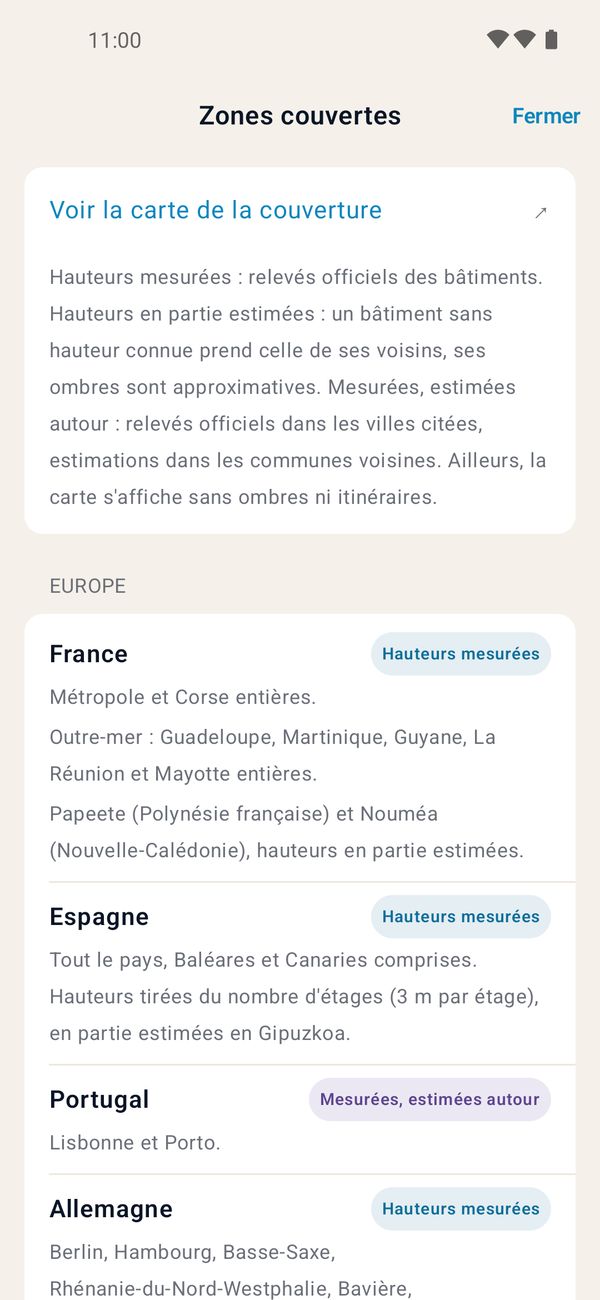 11:00
Zones couvertes
Fermer
Voir la carte de la couverture
Hauteurs mesurées : relevés officiels des bâtiments.
Hauteurs en partie estimées : un bâtiment sans
hauteur connue prend celle de ses voisins, ses
ombres sont approximatives. Mesurées, estimées
autour : relevés officiels dans les villes citées,
estimations dans les communes voisines. Ailleurs, la
carte s'affiche sans ombres ni itinéraires.
EUROPE
France
Hauteurs mesurées
Métropole et Corse entières.
Outre-mer : Guadeloupe, Martinique, Guyane, La
Réunion et Mayotte entières.
Papeete (Polynésie française) et Nouméa
(Nouvelle-Calédonie), hauteurs en partie estimées.
Espagne
Hauteurs mesurées
Tout le pays, Baléares et Canaries comprises.
Hauteurs tirées du nombre d'étages (3 m par étage),
en partie estimées en Gipuzkoa.
Portugal
Mesurées, estimées autour
Lisbonne et Porto.
Allemagne
Hauteurs mesurées
Berlin, Hambourg, Basse-Saxe,
Rhénanie-du-Nord-Westphalie, Bavière,